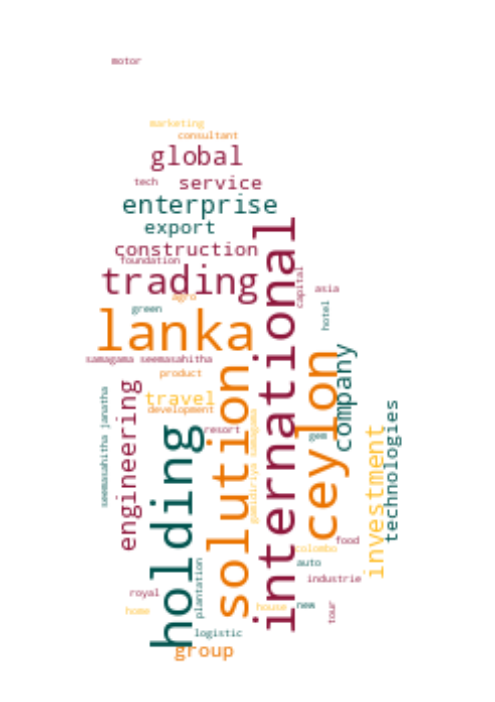 motor
marketing
consultant
global
tech
service
enterprise
export
construction
foundation
trading
capital
asia
agro
green
hotel
lanka
international
samagama seemasahitha
product
travel
development
resort
engineering
seemasahitha janatha
holding
solution
gamidiriya samagama
ceylon
gem
company
investment
technologies
food
colombo
auto
industrie
plantation
royal
home
house
new
tour
logistic
group